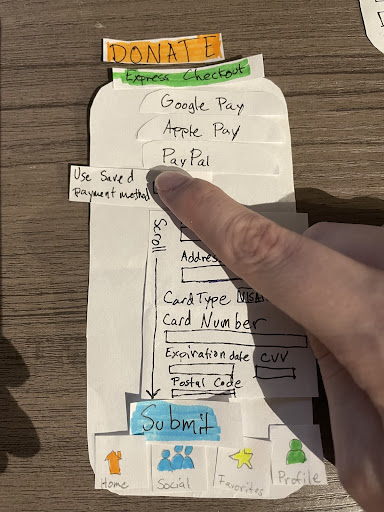 DONATE
Express Checkout
Google Pay
Apple Pay
PayPal
Use Saved
payment method
Scroll
Address
Card Type VISA
Card Number
Expiration date CVV
Postal Code
Submit
Home Social Favorites Profile